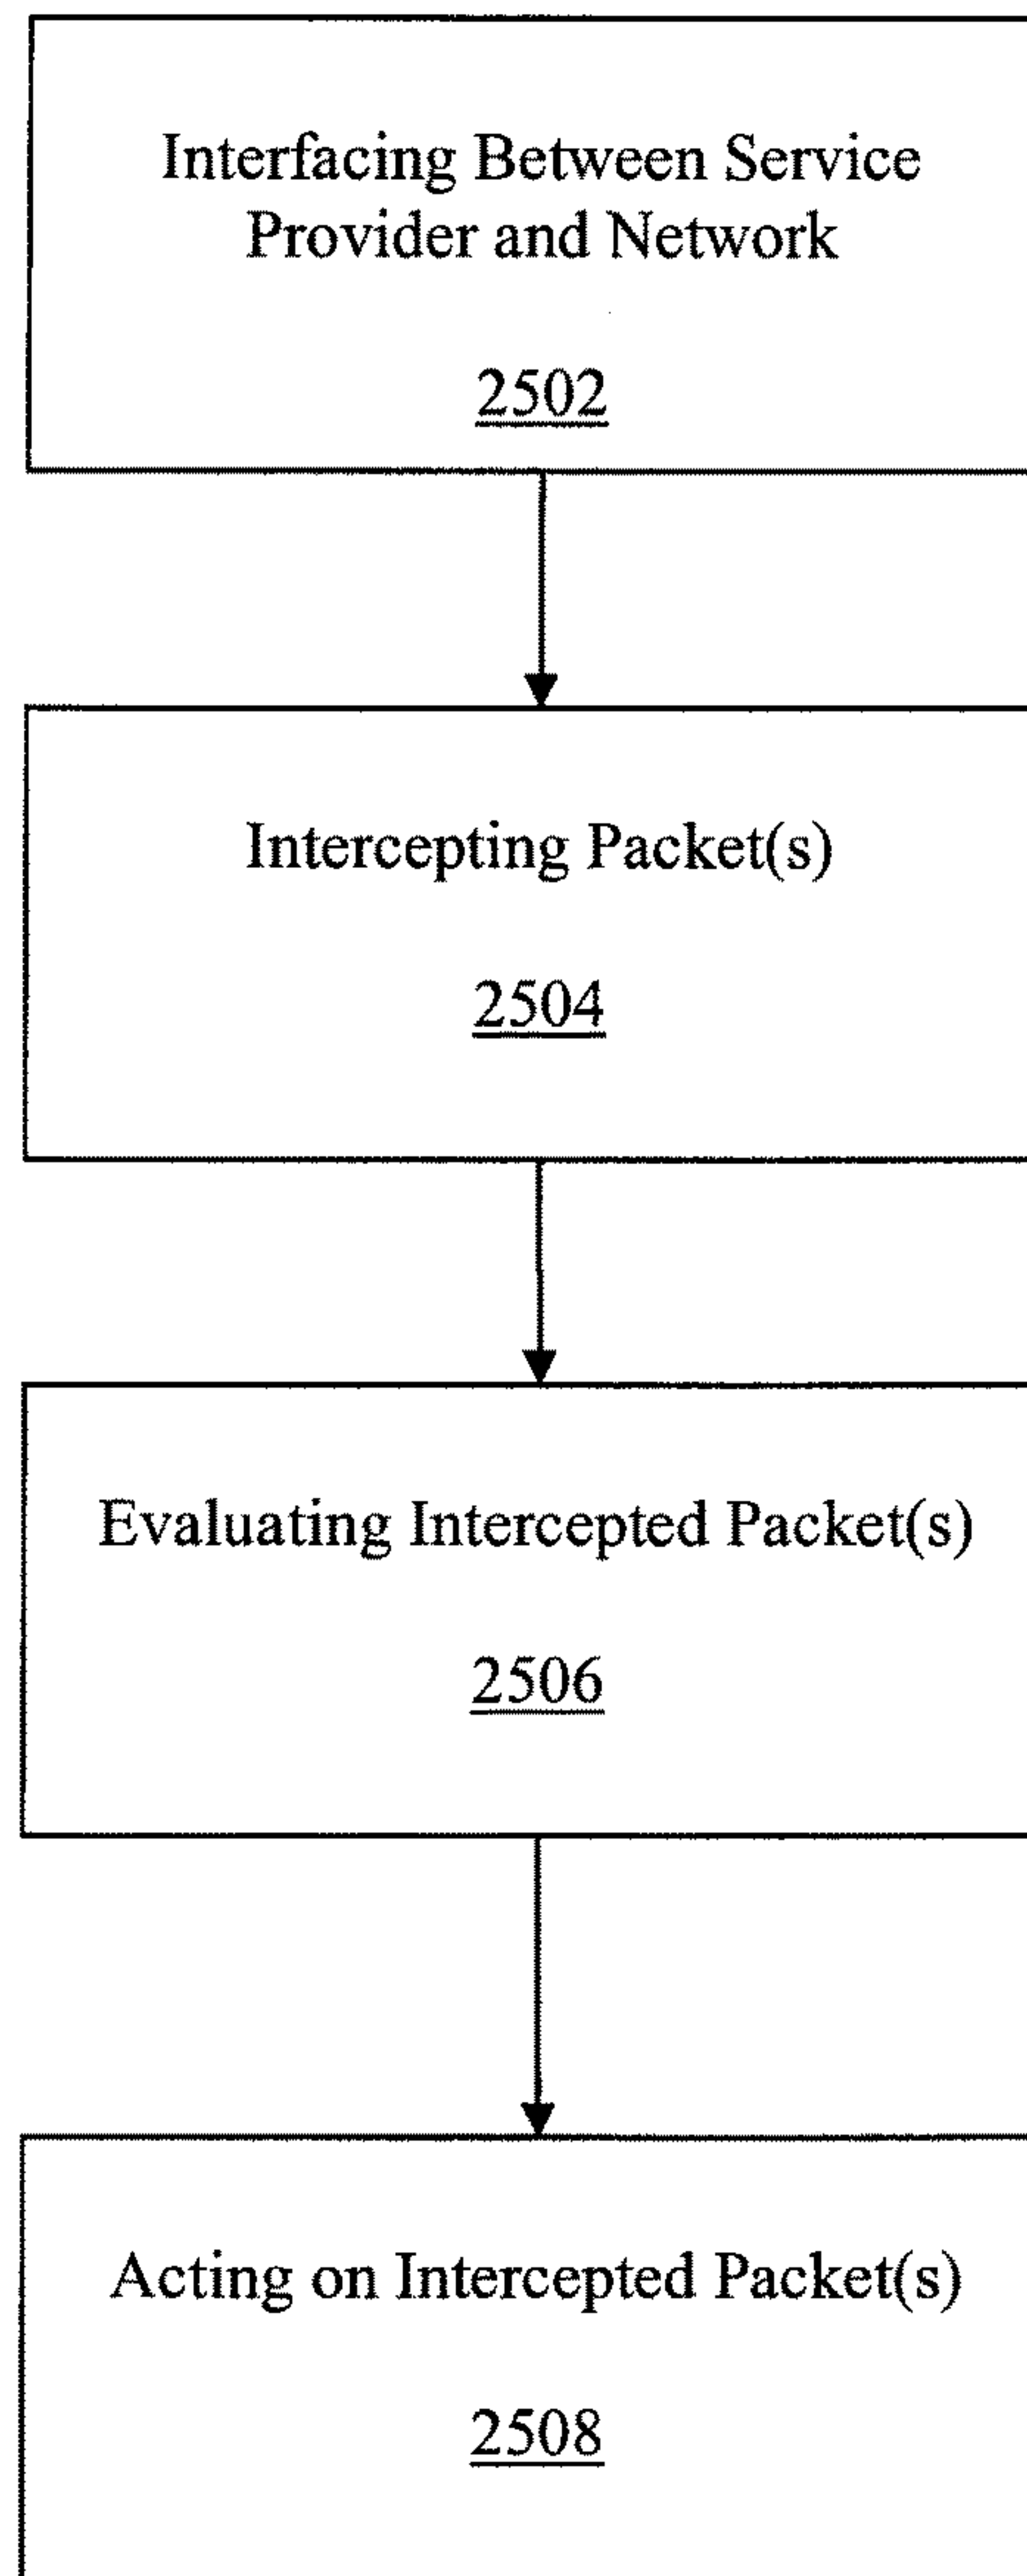 Interfacing Between Service
Provider and Network
2502
Intercepting Packet(s)
2504
Evaluating Intercepted Packet(s)
2506
Acting on Intercepted Packet(s)
2508